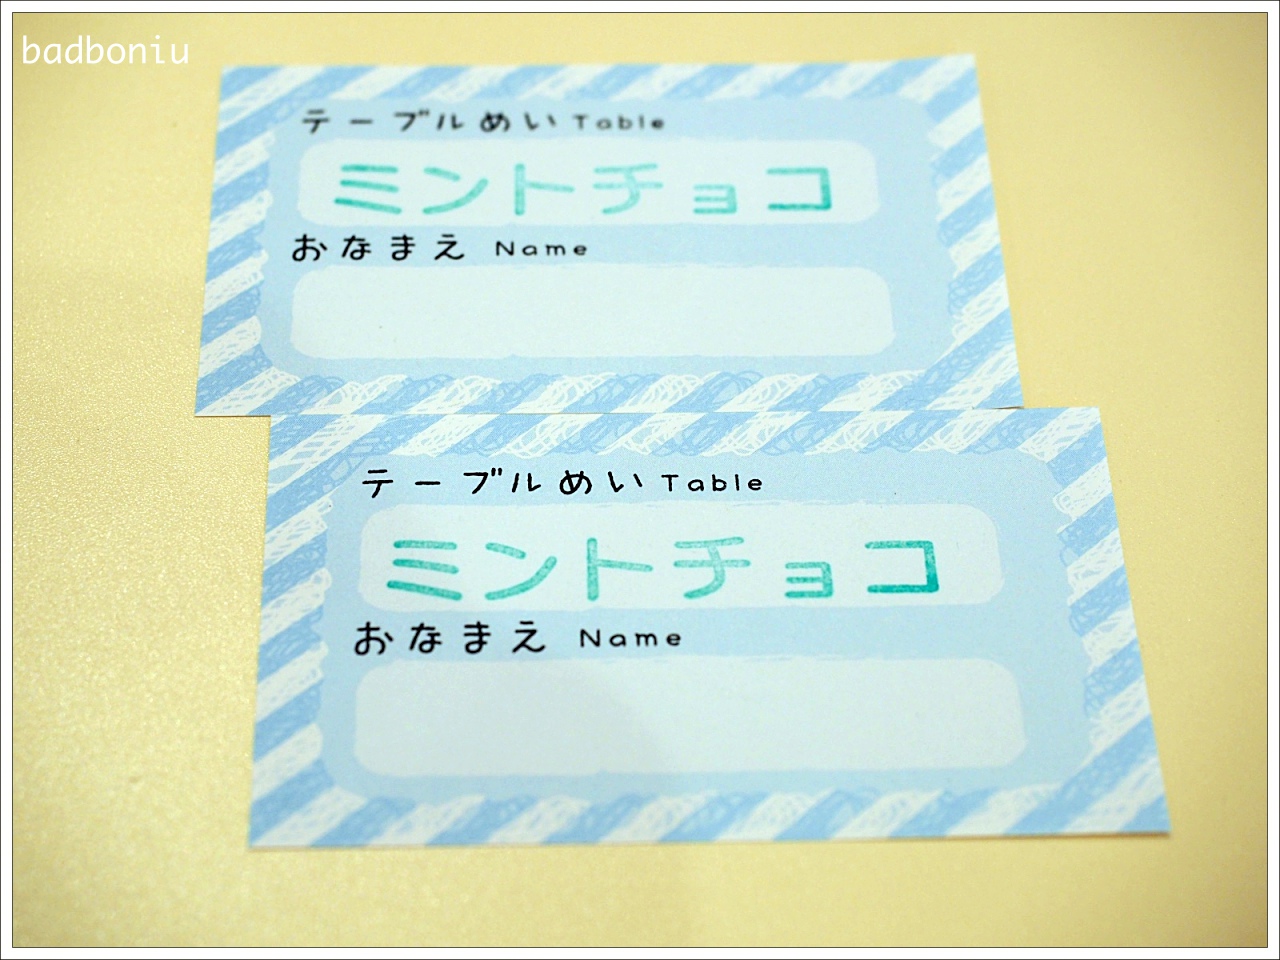 badboniu
テーブルめい Table
ミントチョコ
おなまえ Name
テーブルめい Table
ミントチョコ
おなまえ Name